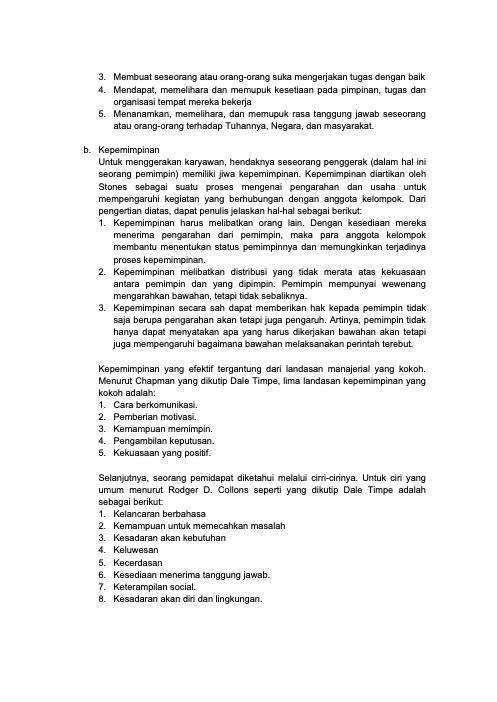 3. Membuat seseorang atau orang-orang suka mengerjakan tugas dengan baik
4. Mendapat, memelihara dan memupuk kesetiaan pada pimpinan, tugas dan
organisasi tempat mereka bekerja
5. Menanamkan, memelihara, dan memupuk rasa tanggung jawab seseorang
atau orang-orang terhadap Tuhannya, Negara, dan masyarakat.
b. Kepemimpinan
Untuk menggerakan karyawan, hendaknya seseorang penggerak (dalam hal ini
seorang pemimpin) memiliki jiwa kepemimpinan. Kepemimpinan diartikan oleh
Stones sebagai suatu proses mengenai pengarahan dan usaha untuk
mempengaruhi kegiatan yang berhubungan dengan anggota kelompok. Dari
pengertian diatas, dapat penulis jelaskan hal-hal sebagai berikut:
1. Kepemimpinan harus melibatkan orang lain. Dengan kesediaan mereka
menerima pengarahan dari pemimpin, maka para anggota kelompok
membantu menentukan status pemimpinnya dan memungkinkan terjadinya
proses kepemimpinan.
2. Kepemimpinan melibatkan distribusi yang tidak merata atas kekuasaan
antara pemimpin dan yang dipimpin. Pemimpin mempunyai wewenang
mengarahkan bawahan, tetapi tidak sebaliknya.
3. Kepemimpinan secara sah dapat memberikan hak kepada pemimpin tidak
saja berupa pengarahan akan tetapi juga pengaruh. Artinya, pemimpin tidak
hanya dapat menyatakan apa yang harus dikerjakan bawahan akan tetapi
juga mempengaruhi bagaimana bawahan melaksanakan perintah terebut.
Kepemimpinan yang efektif tergantung dari landasan manajerial yang kokoh.
Menurut Chapman yang dikutip Dale Timpe, lima landasan kepemimpinan yang
kokoh adalah:
1. Cara berkomunikasi.
2. Pemberian motivasi.
3. Kemampuan memimpin.
4. Pengambilan keputusan.
5. Kekuasaan yang positif.
Selanjutnya, seorang pemidapat diketahui melalui cirri-cirinya. Untuk ciri yang
umum menurut Rodger D. Collons seperti yang dikutip Dale Timpe adalah
sebagai berikut:
1. Kelancaran berbahasa
2. Kemampuan untuk memecahkan masalah
3. Kesadaran akan kebutuhan
4. Keluwesan
5. Kecerdasan
6. Kesediaan menerima tanggung jawab.
7. Keterampilan social.
8. Kesadaran akan diri dan lingkungan.